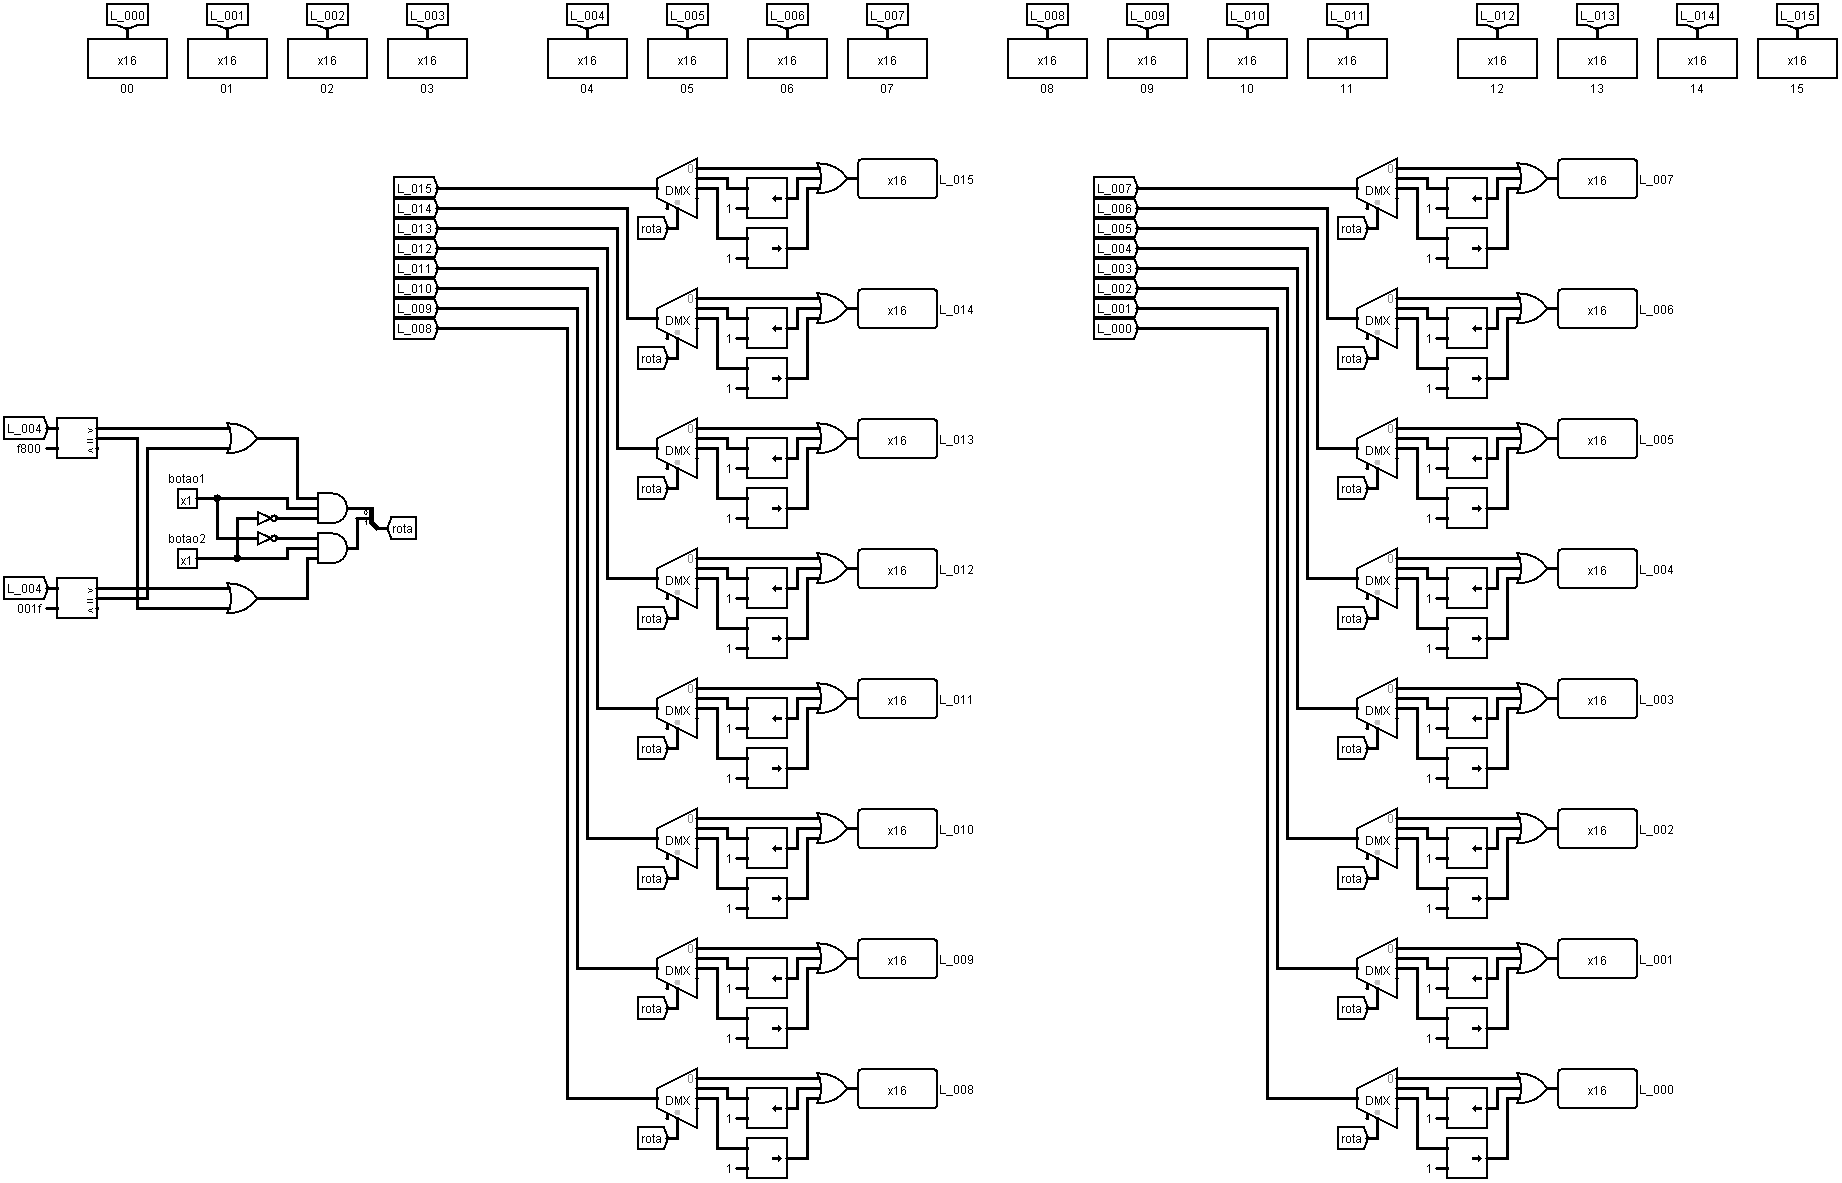 L_000 L_001 L_002 L_003 L_004 L_005 L_006 L_007 L_008 L_009 L_010 L_011 L_012 L_013 L_014 L_015
x16 x16 x16 x16 x16 x16 x16 x16 x16 x16 x16 x16 x16 x16 x16 x16
00 01 02 03 04 05 06 07 08 09 10 11 12 13 14 15
L_015
L_014
L_013
L_012
L_011
L_010
L_009
L_008
0
DMX
rota
1
1
x16 L_015
0
DMX
rota
1
1
x16 L_014
0
DMX
rota
1
1
x16 L_013
0
DMX
rota
1
1
x16 L_012
0
DMX
rota
1
1
x16 L_011
0
DMX
rota
1
1
x16 L_010
0
DMX
rota
1
1
x16 L_009
0
DMX
rota
1
1
x16 L_008
L_007
L_006
L_005
L_004
L_003
L_002
L_001
L_000
0
DMX
rota
1
1
x16 L_007
0
DMX
rota
1
1
x16 L_006
0
DMX
rota
1
1
x16 L_005
0
DMX
rota
1
1
x16 L_004
0
DMX
rota
1
1
x16 L_003
0
DMX
rota
1
1
x16 L_002
0
DMX
rota
1
1
x16 L_001
0
DMX
rota
1
1
x16 L_000
L_004
f800
>
=
<
botao1
x1
botao2
x1
0
1
rota
L_004
001f
>
=
<